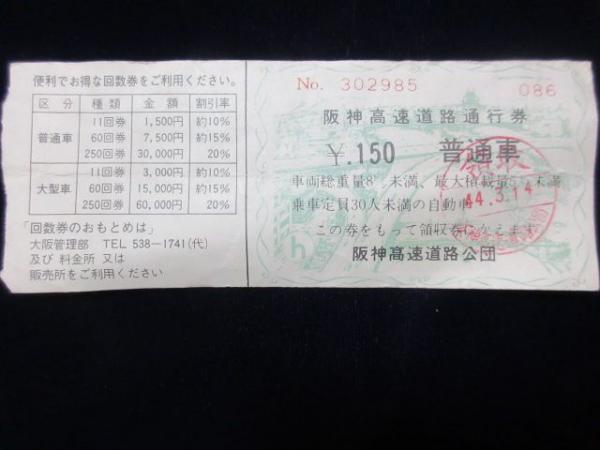 便利でお得な回数券をご利用ください。
区分 種類 金額 割引率
普通車 11回券 1,500円 約10%
60回券 7,500円 約15%
250回券 30,000円 20%
大型車 11回券 3,000円 約10%
60回券 15,000円 約15%
250回券 60,000円 20%
「回数券のおもとめは」
大阪管理部 TEL 538-1741(代)
及び 料金所 又は
販売所をご利用ください
No. 302985
086
阪神高速道路通行券
¥.150 普通車
車両総重量8t未満、最大積載量5t未満
乗車定員30人未満の自動車
この券をもって領収券にかえます
阪神高速道路公団
領収
44.3.14